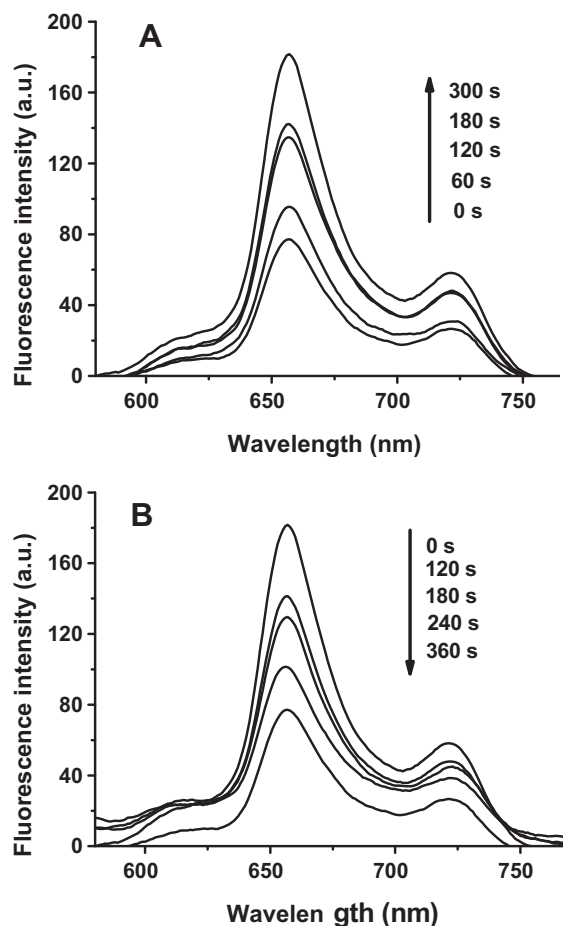 A
Fluorescence intensity (a.u.)
200
160
120
80
40
0
300 s
180 s
120 s
60 s
0 s
600
650
700
750
Wavelength (nm)
B
Fluorescence intensity (a.u.)
200
160
120
80
40
0
0 s
120 s
180 s
240 s
360 s
600
650
700
750
Wavelen gth (nm)